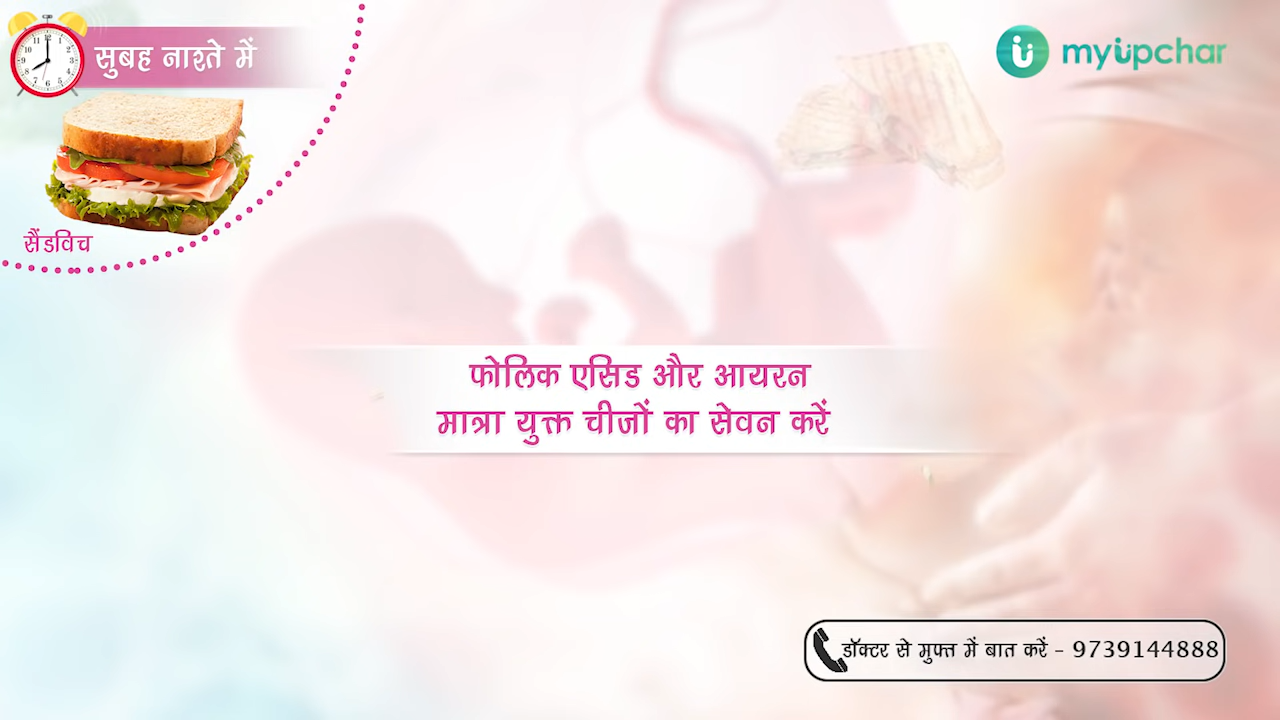 सुबह नाश्ते में
myUpchar
सैंडविच
फोलिक एसिड और आयरन
मात्रा युक्त चीजों का सेवन करें
डॉक्टर से मुफ्त में बात करें - 9739144888